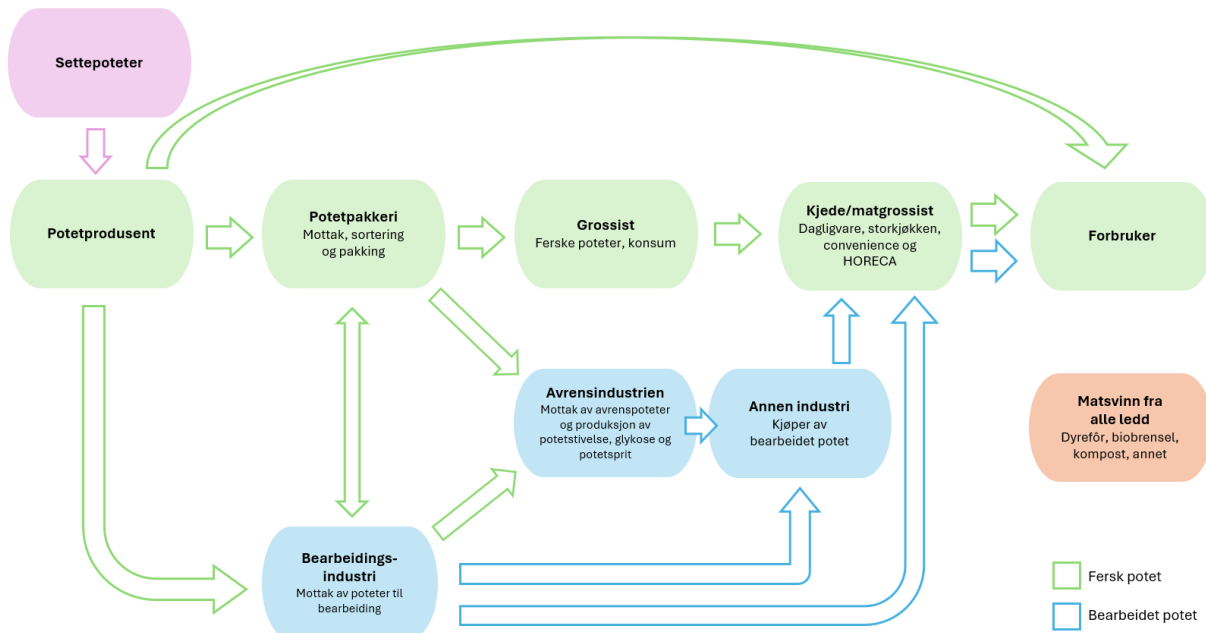 Settepoteter
Potetprodusent
Potetpakkeri
Mottak, sortering
og pakking
Grossist
Ferske poteter, konsum
Kjede/matgrossist
Dagligvare, storkjøkken,
convenience og
HORECA
Forbruker
Avrensindustrien
Mottak av avrenspoteter
og produksjon av
potetstivelse, glykose og
potetsprit
Annen industri
Kjøper av
bearbeidet potet
Matsvinn fra
alle ledd
Dyrefôr, biobrensel,
kompost, annet
Bearbeidings-
industri
Mottak av poteter til
bearbeiding
Fersk potet
Bearbeidet potet